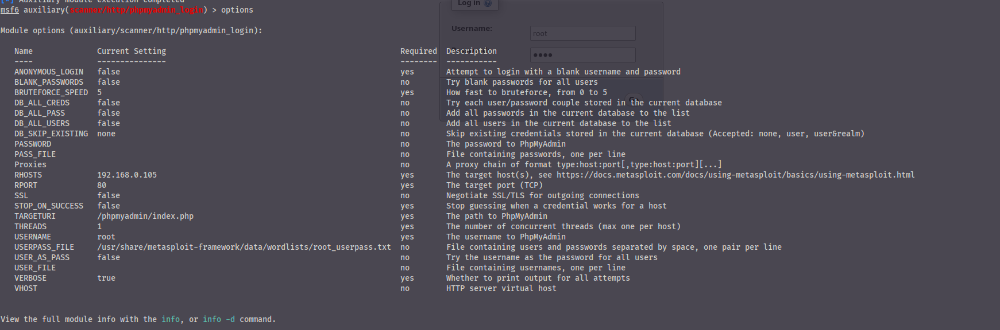 [*] Auxiliary module execution completed
msf6 auxiliary(scanner/http/phpmyadmin_login) > options
Log in
Module options (auxiliary/scanner/http/phpmyadmin_login):
Username:
root
Name Current Setting Required Description
---- --------------- -------- -----------
••••
ANONYMOUS_LOGIN false yes Attempt to login with a blank username and password
BLANK_PASSWORDS false no Try blank passwords for all users
BRUTEFORCE_SPEED 5 yes How fast to bruteforce, from 0 to 5
DB_ALL_CREDS false no Try each user/password couple stored in the current database
DB_ALL_PASS false no Add all passwords in the current database to the list
DB_ALL_USERS false no Add all users in the current database to the list
DB_SKIP_EXISTING none no Skip existing credentials stored in the current database (Accepted: none, user, user&realm)
PASSWORD no The password to PhpMyAdmin
PASS_FILE no File containing passwords, one per line
Proxies no A proxy chain of format type:host:port[,type:host:port][...]
RHOSTS 192.168.0.105 yes The target host(s), see https://docs.metasploit.com/docs/using-metasploit/basics/using-metasploit.html
RPORT 80 yes The target port (TCP)
SSL false no Negotiate SSL/TLS for outgoing connections
STOP_ON_SUCCESS false yes Stop guessing when a credential works for a host
TARGETURI /phpmyadmin/index.php yes The path to PhpMyAdmin
THREADS 1 yes The number of concurrent threads (max one per host)
USERNAME root yes The username to PhpMyAdmin
USERPASS_FILE /usr/share/metasploit-framework/data/wordlists/root_userpass.txt no File containing users and passwords separated by space, one pair per line
USER_AS_PASS false no Try the username as the password for all users
USER_FILE no File containing usernames, one per line
VERBOSE true yes Whether to print output for all attempts
VHOST no HTTP server virtual host
View the full module info with the info, or info -d command.